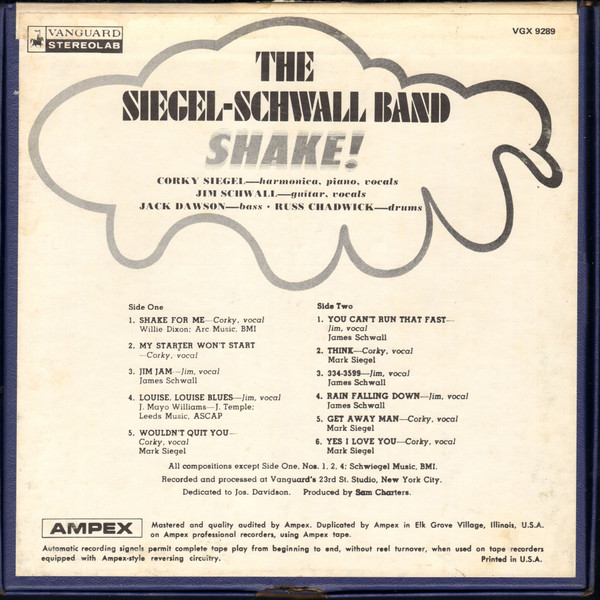 VANGUARD
STEREOLAB
VGX 9289
THE
SIEGEL-SCHWALL BAND
SHAKE!
CORKY SIEGEL—harmonica, piano, vocals
JIM SCHWALL—guitar, vocals
JACK DAWSON—bass • RUSS CHADWICK—drums
Side One
1. SHAKE FOR ME—Corky, vocal
Willie Dixon; Arc Music, BMI
2. MY STARTER WON'T START
—Corky, vocal
3. JIM JAM—Jim, vocal
James Schwall
4. LOUISE, LOUISE BLUES—Jim, vocal
J. Mayo Williams—J. Temple;
Leeds Music, ASCAP
5. WOULDN'T QUIT YOU—
Corky, vocal
Mark Siegel
Side Two
1. YOU CAN'T RUN THAT FAST—
Jim, vocal
James Schwall
2. THINK—Corky, vocal
Mark Siegel
3. 334-3599—Jim, vocal
James Schwall
4. RAIN FALLING DOWN—Jim, vocal
James Schwall
5. GET AWAY MAN—Corky, vocal
Mark Siegel
6. YES I LOVE YOU—Corky, vocal
Mark Siegel
All compositions except Side One, Nos. 1, 2, 4; Schwiegel Music, BMI.
Recorded and processed at Vanguard's 23rd St. Studio, New York City.
Dedicated to Jos. Davidson. Produced by Sam Charters.
AMPEX
Mastered and quality audited by Ampex. Duplicated by Ampex in Elk Grove Village, Illinois, U.S.A.
on Ampex professional recorders, using Ampex tape.
Automatic recording signals permit complete tape play from beginning to end, without reel turnover, when used on tape recorders
equipped with Ampex-style reversing circuitry.
Printed in U.S.A.